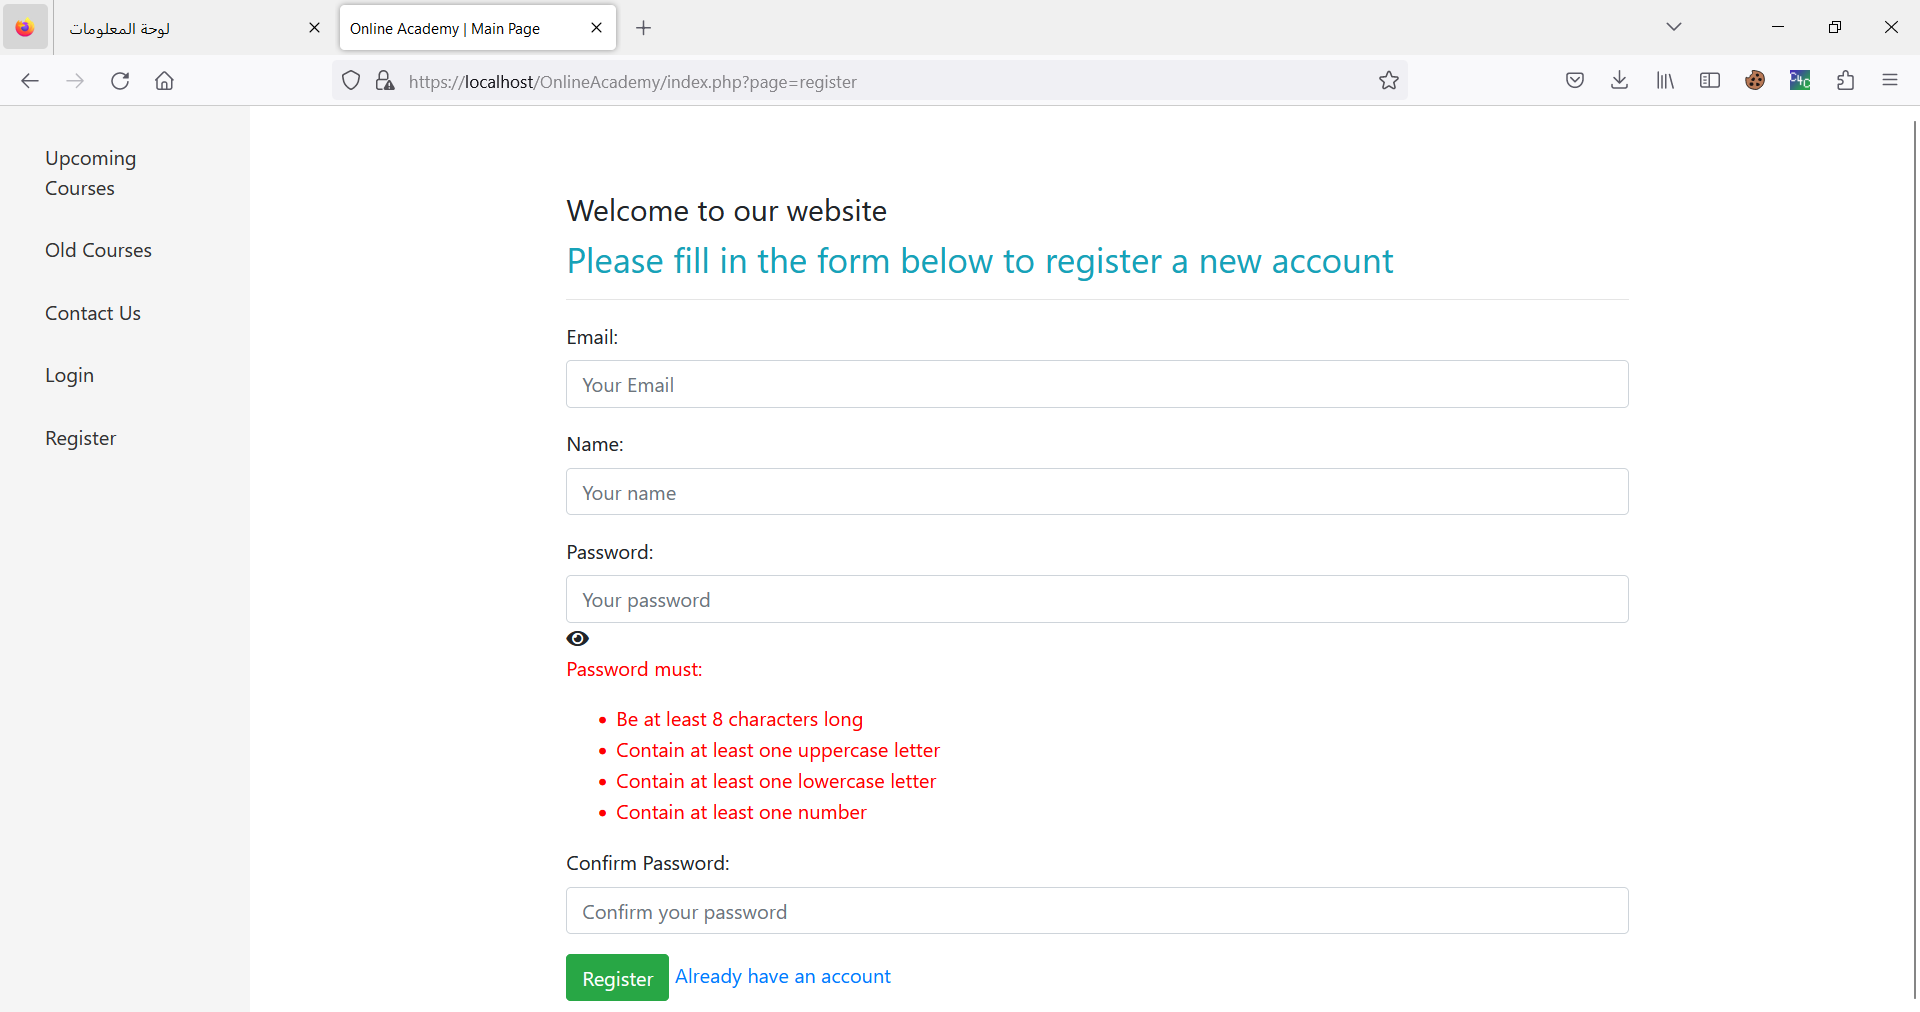 لوحة المعلومات
Online Academy | Main Page
https://localhost/OnlineAcademy/index.php?page=register
C4C
Upcoming
Courses
Old Courses
Contact Us
Login
Register
Welcome to our website
Please fill in the form below to register a new account
Email:
Your Email
Name:
Your name
Password:
Your password
Password must:
• Be at least 8 characters long
• Contain at least one uppercase letter
• Contain at least one lowercase letter
• Contain at least one number
Confirm Password:
Confirm your password
Register Already have an account